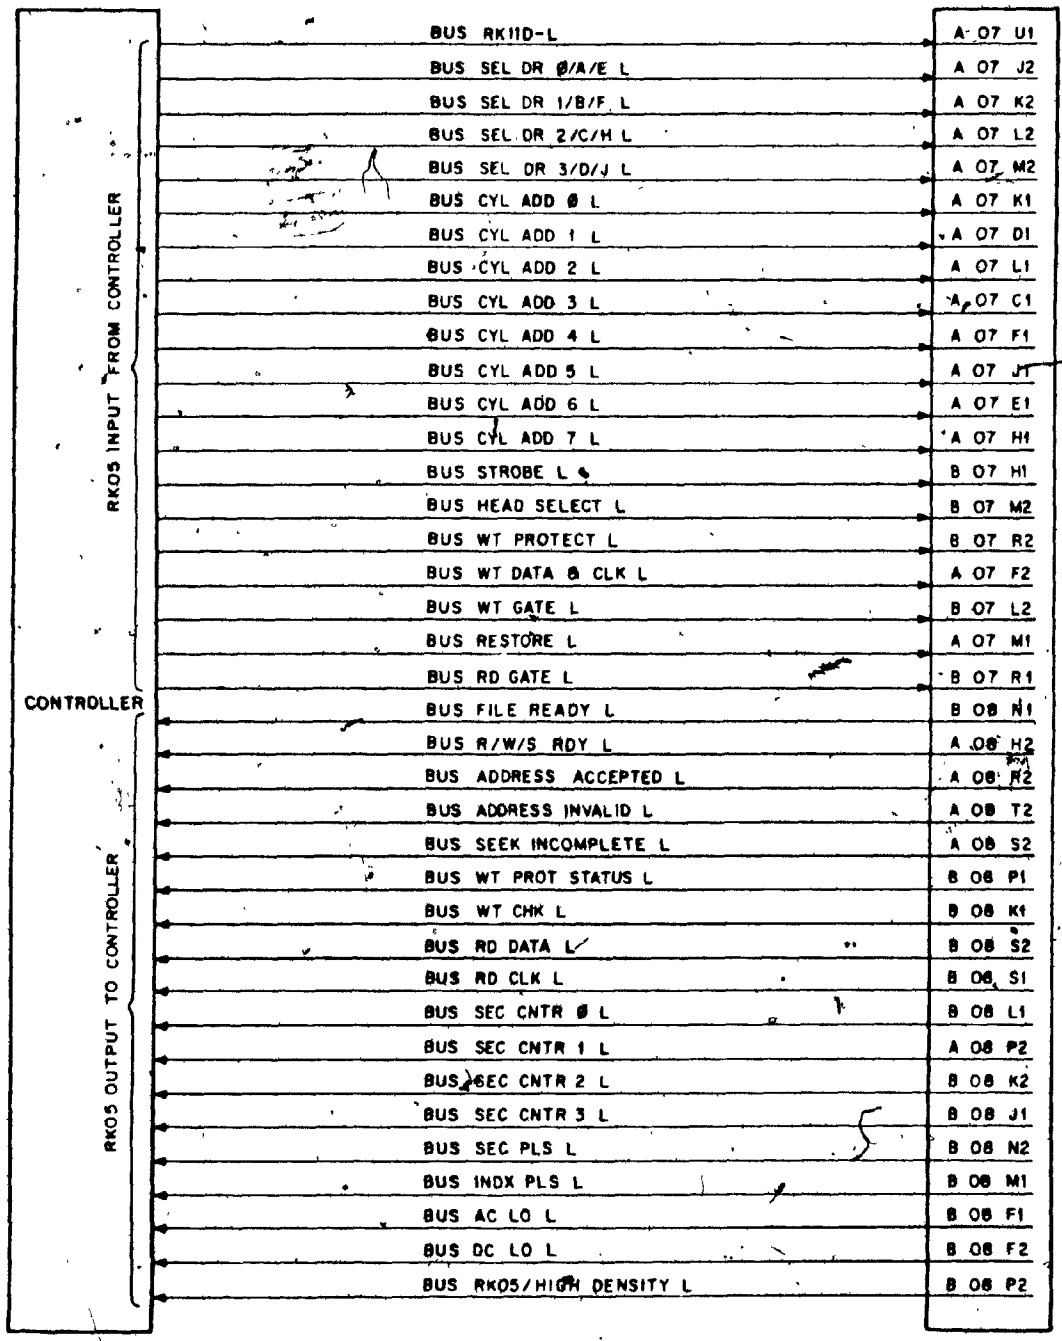 BUS RK11D-L A 07 U1
BUS SEL DR 0/A/E L A 07 J2
BUS SEL DR 1/B/F L A 07 K2
BUS SEL DR 2/C/H L A 07 L2
BUS SEL DR 3/D/J L A 07 M2
BUS CYL ADD 0 L A 07 K1
BUS CYL ADD 1 L A 07 D1
BUS CYL ADD 2 L A 07 L1
BUS CYL ADD 3 L A 07 C1
BUS CYL ADD 4 L A 07 F1
BUS CYL ADD 5 L A 07 J1
BUS CYL ADD 6 L A 07 E1
BUS CYL ADD 7 L A 07 H1
BUS STROBE L B 07 H1
BUS HEAD SELECT L B 07 M2
BUS WT PROTECT L B 07 R2
BUS WT DATA & CLK L A 07 F2
BUS WT GATE L B 07 L2
BUS RESTORE L A 07 M1
BUS RD GATE L B 07 R1
RK05 INPUT FROM CONTROLLER
CONTROLLER
BUS FILE READY L B 08 N1
BUS R/W/S RDY L A 08 H2
BUS ADDRESS ACCEPTED L A 08
BUS ADDRESS INVALID L A 08 T2
BUS SEEK INCOMPLETE L A 08 S2
BUS WT PROT STATUS L B 08 P1
BUS WT CHK L B 08 K1
BUS RD DATA L B 08 S2
BUS RD CLK L B 08 S1
BUS SEC CNTR 0 L B 08 L1
BUS SEC CNTR 1 L A 08 P2
BUS SEC CNTR 2 L B 08 K2
BUS SEC CNTR 3 L B 08 J1
BUS SEC PLS L B 08 N2
BUS INDX PLS L B 08 M1
BUS AC LO L B 08 F1
BUS DC LO L B 08 F2
BUS RK05/HIGH DENSITY L B 08 P2
RK05 OUTPUT TO CONTROLLER